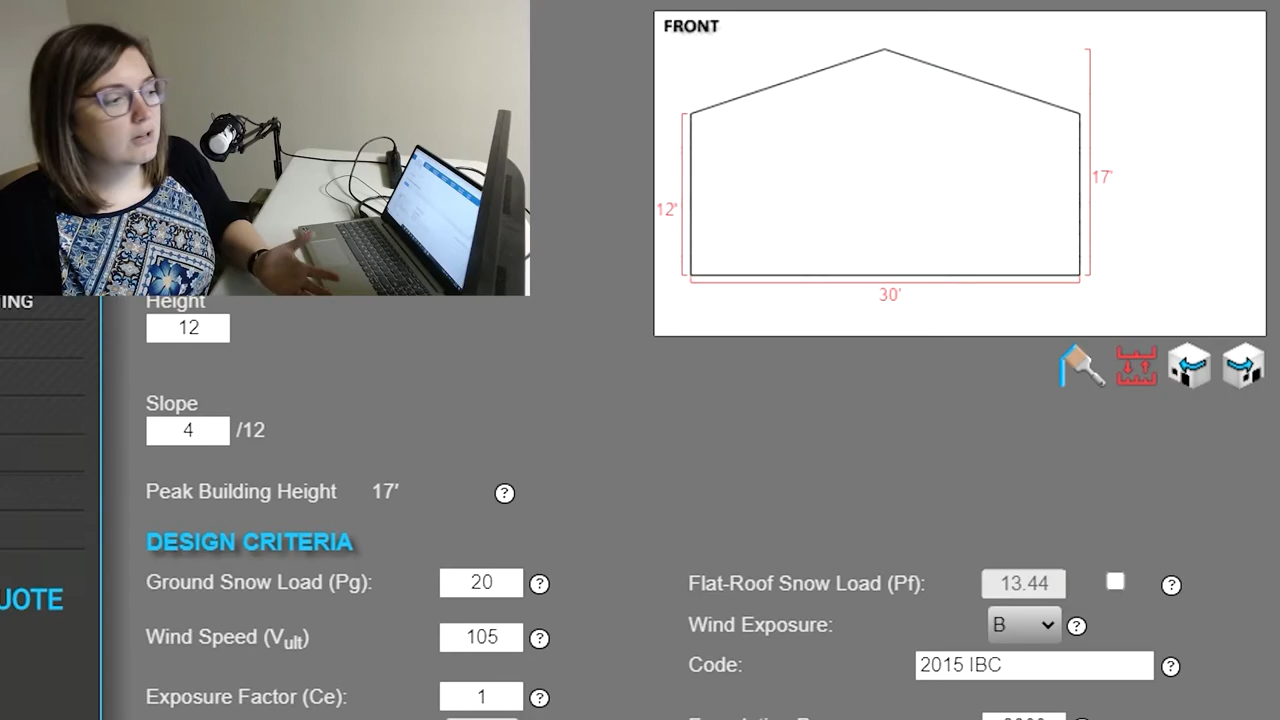 FRONT
12'
17'
30'
ING
Height
12
Slope
4 /12
Peak Building Height 17' ?
DESIGN CRITERIA
Ground Snow Load (Pg): 20 ?
Flat-Roof Snow Load (Pf): 13.44 ?
UOTE
Wind Exposure: B ?
Wind Speed (Vult) 105 ?
Code: 2015 IBC ?
Exposure Factor (Ce): 1 ?